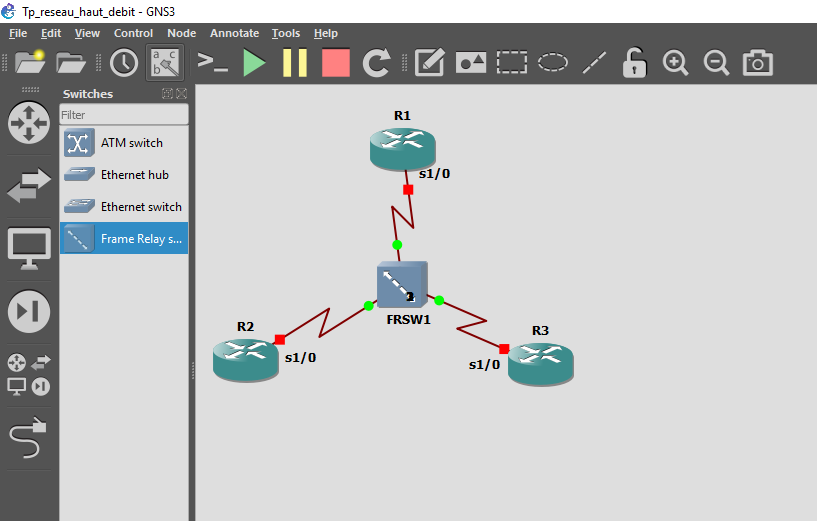 Tp_reseau_haut_debit - GNS3
File Edit View Control Node Annotate Tools Help
a b c
Switches
Filter
ATM switch
Ethernet hub
Ethernet switch
Frame Relay s...
R1
s1/0
FRSW1
R2
s1/0
R3
s1/0